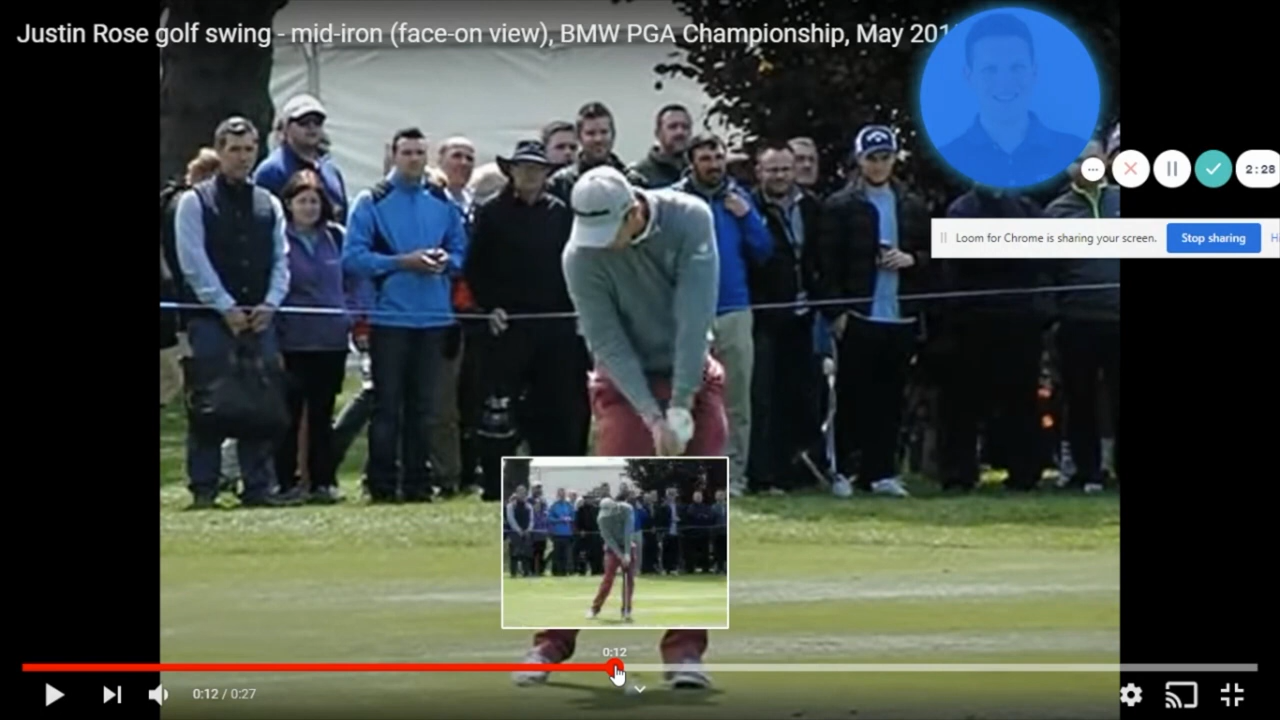 Justin Rose golf swing - mid-iron (face-on view), BMW PGA Championship, May 201
2:28
Loom for Chrome is sharing your screen. Stop sharing
0:12
0:12 / 0:27